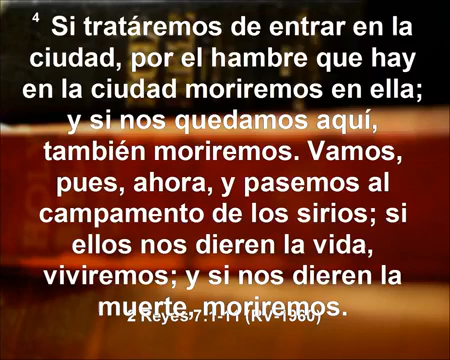 4 Si tratáremos de entrar en la
ciudad, por el hambre que hay
en la ciudad moriremos en ella;
y si nos quedamos aquí,
también moriremos. Vamos,
pues, ahora, y pasemos al
campamento de los sirios; si
ellos nos dieren la vida,
viviremos; y si nos dieren la
muerte, moriremos.
2 Reyes 7:1-11 (RV-1960)